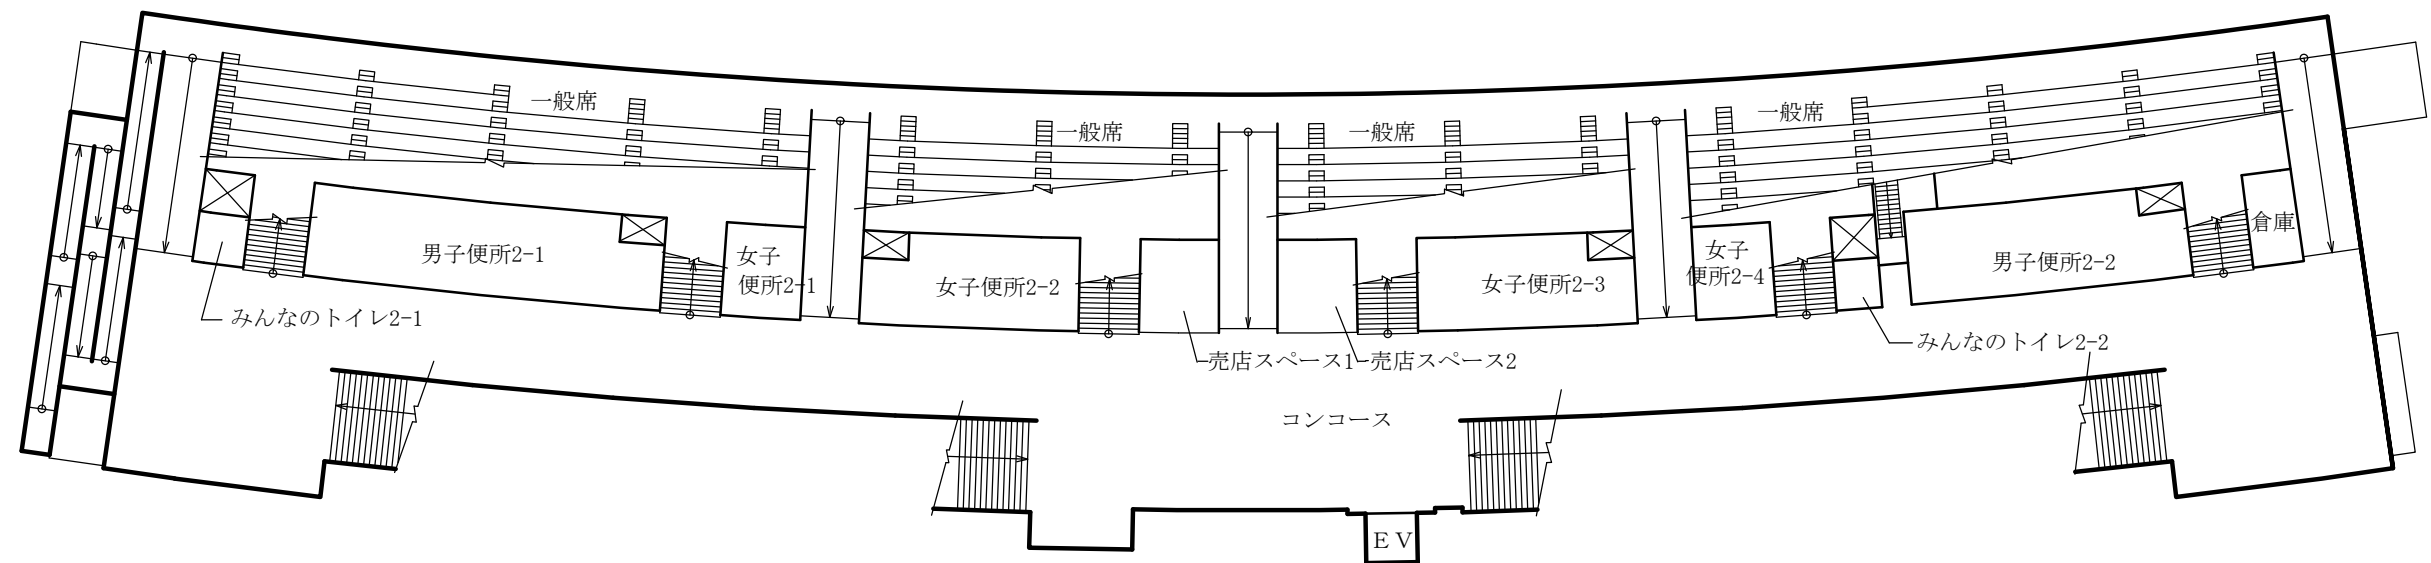 一般席
一般席
一般席
一般席
男子便所2-1
女子
便所2-1
女子便所2-2
女子便所2-3
女子
便所2-4
男子便所2-2
倉庫
みんなのトイレ2-1
売店スペース1
売店スペース2
みんなのトイレ2-2
コンコース
ＥＶ